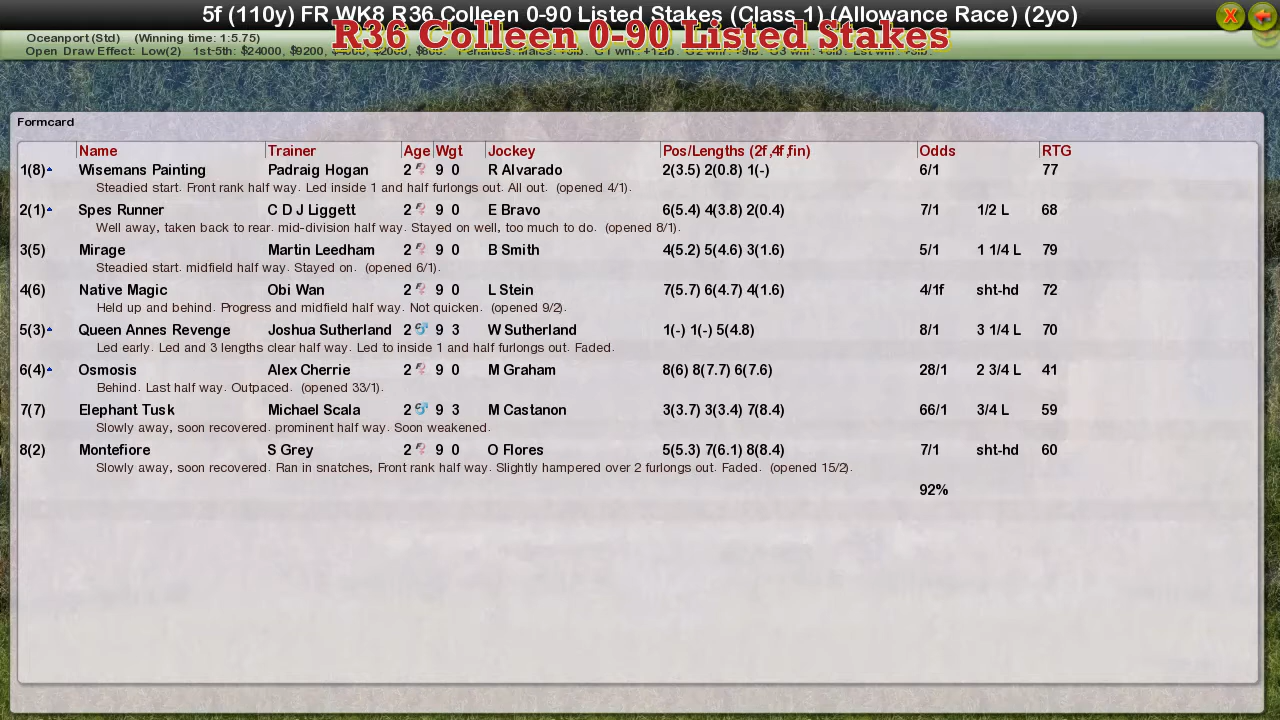 5f (110y) FR WK8 R36 Colleen 0-90 Listed Stakes (Class 1) (Allowance Race) (2yo)
R36 Colleen 0-90 Listed Stakes
Oceanport (Std) (Winning time: 1:5.75)
Open Draw Effect: Low(2) 1st-5th: $24000, $9200, $4000, $2000, $800. Penalties: Males: +3lb.
Formcard
Name Trainer Age Wgt Jockey Pos/Lengths (2f,4f,fin) Odds RTG
1(8) Wisemans Painting Padraig Hogan 2 9 0 R Alvarado 2(3.5) 2(0.8) 1(-) 6/1 77
Steadied start. Front rank half way. Led inside 1 and half furlongs out. All out. (opened 4/1).
2(1) Spes Runner C D J Liggett 2 9 0 E Bravo 6(5.4) 4(3.8) 2(0.4) 7/1 1/2 L 68
Well away, taken back to rear. mid-division half way. Stayed on well, too much to do. (opened 8/1).
3(5) Mirage Martin Leedham 2 9 0 B Smith 4(5.2) 5(4.6) 3(1.6) 5/1 1 1/4 L 79
Steadied start. midfield half way. Stayed on. (opened 6/1).
4(6) Native Magic Obi Wan 2 9 0 L Stein 7(5.7) 6(4.7) 4(1.6) 4/1f sht-hd 72
Held up and behind. Progress and midfield half way. Not quicken. (opened 9/2).
5(3) Queen Annes Revenge Joshua Sutherland 2 9 3 W Sutherland 1(-) 1(-) 5(4.8) 8/1 3 1/4 L 70
Led early. Led and 3 lengths clear half way. Led to inside 1 and half furlongs out. Faded.
6(4) Osmosis Alex Cherrie 2 9 0 M Graham 8(6) 8(7.7) 6(7.6) 28/1 2 3/4 L 41
Behind. Last half way. Outpaced. (opened 33/1).
7(7) Elephant Tusk Michael Scala 2 9 3 M Castanon 3(3.7) 3(3.4) 7(8.4) 66/1 3/4 L 59
Slowly away, soon recovered. prominent half way. Soon weakened.
8(2) Montefiore S Grey 2 9 0 O Flores 5(5.3) 7(6.1) 8(8.4) 7/1 sht-hd 60
Slowly away, soon recovered. Ran in snatches, Front rank half way. Slightly hampered over 2 furlongs out. Faded. (opened 15/2).
92%